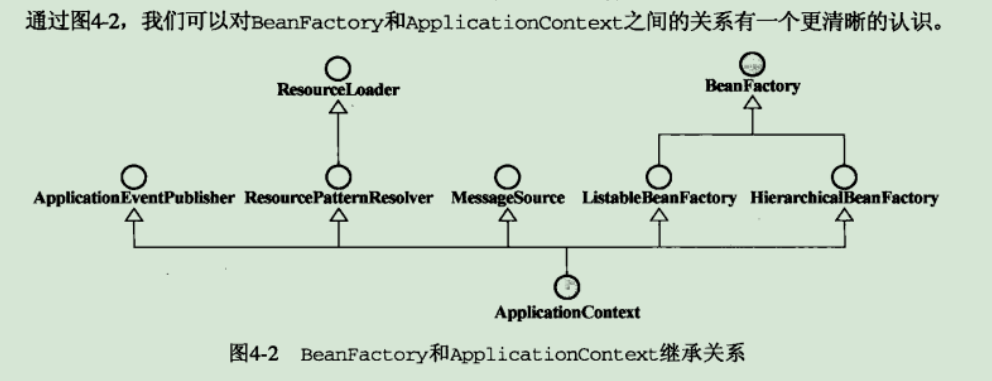 通过图4-2，我们可以对BeanFactory和ApplicationContext之间的关系有一个更清晰的认识。
ResourceLoader BeanFactory
ApplicationEventPublisher ResourcePatternResolver MessageSource ListableBeanFactory HierarchicalBeanFactory
ApplicationContext
图4-2 BeanFactory和ApplicationContext继承关系